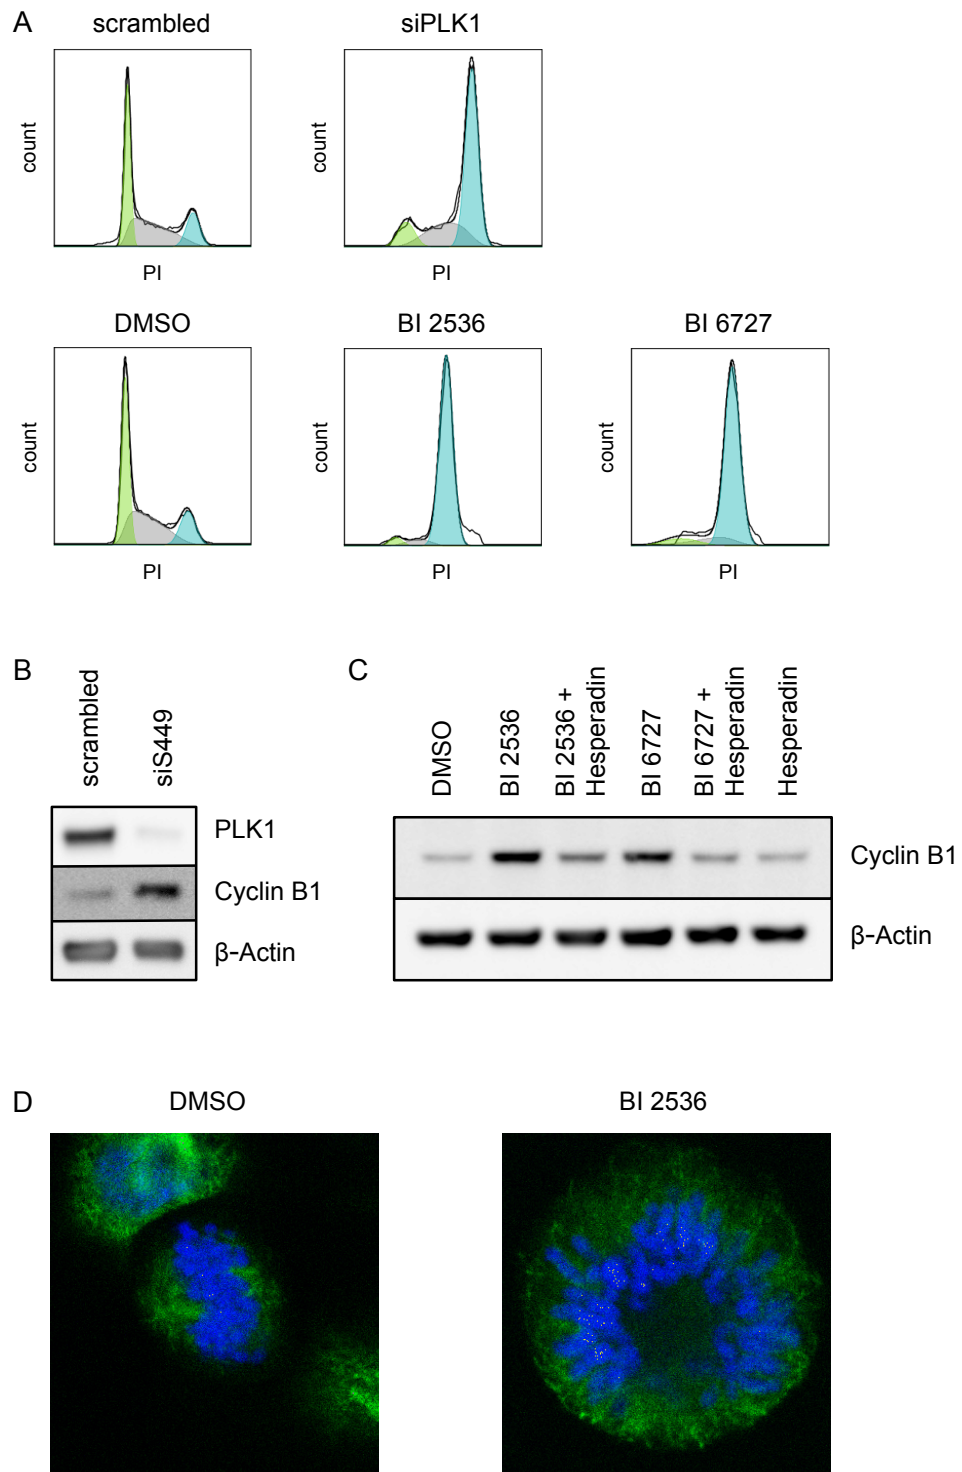 A
scrambled
siPLK1
count
PI
count
PI
DMSO
BI 2536
BI 6727
count
PI
count
PI
count
PI
B
scrambled
siS449
PLK1
Cyclin B1
β-Actin
C
DMSO
BI 2536
BI 2536 +
Hesperadin
BI 6727
BI 6727 +
Hesperadin
Hesperadin
Cyclin B1
β-Actin
D
DMSO
BI 2536